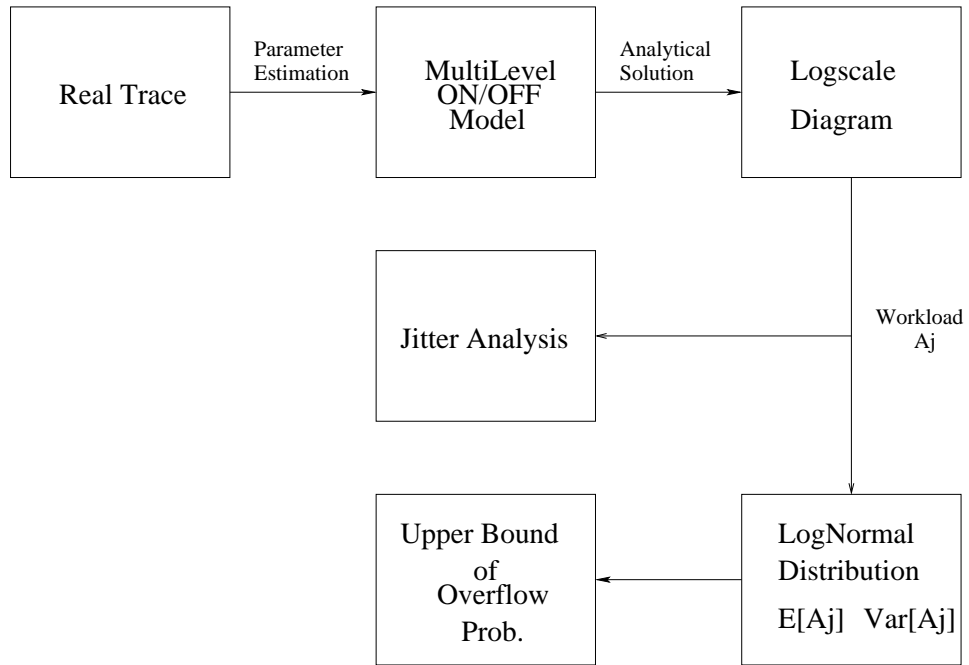 Real Trace
Parameter
Estimation
MultiLevel
ON/OFF
Model
Analytical
Solution
Logscale
Diagram
Jitter Analysis
Workload
Aj
Upper Bound
of
Overflow
Prob.
LogNormal
Distribution
E[Aj] Var[Aj]